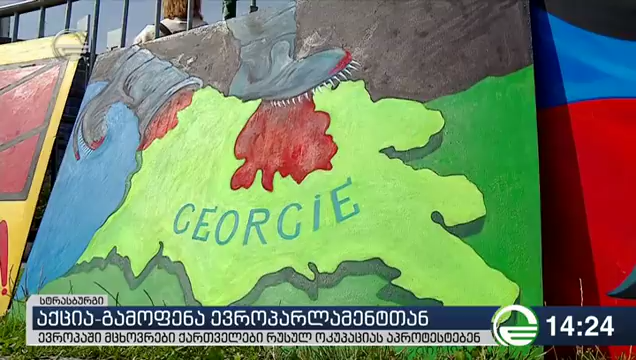 GEORGIE
ᲡᲢᲠᲐᲡᲑᲣᲠᲒᲘ
ᲐᲥᲪᲘᲐ-ᲒᲐᲛᲝᲤᲔᲜᲐ ᲔᲕᲠᲝᲞᲐᲠᲚᲐᲛᲔᲜᲢᲗᲐᲜ
ᲔᲕᲠᲝᲞᲐᲨᲘ ᲛᲪᲮᲝᲕᲠᲔᲑᲘ ᲥᲐᲠᲗᲕᲔᲚᲔᲑᲘ ᲠᲣᲡᲣᲚ ᲝᲙᲣᲞᲐᲪᲘᲐᲡ ᲐᲞᲠᲝᲢᲔᲡᲢᲔᲑᲔᲜ
14:24